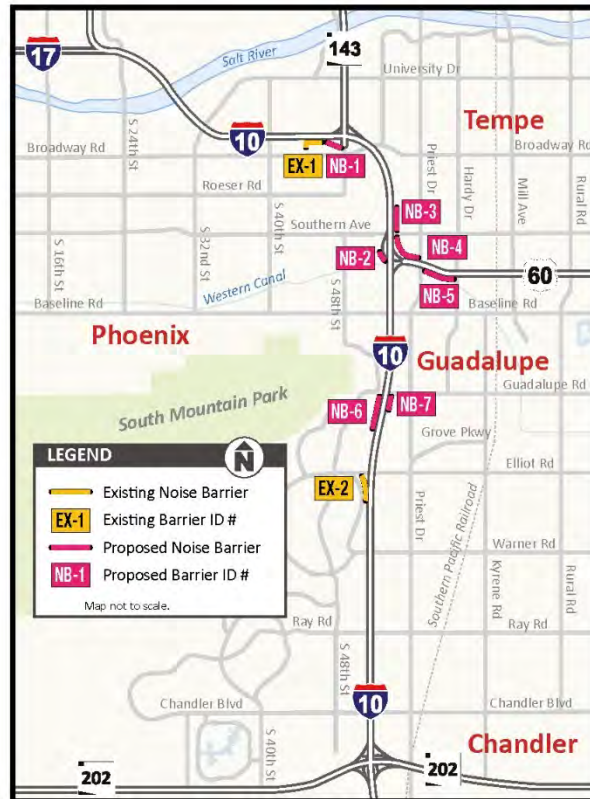 17
Salt River
143
University Dr
Tempe
S 24th St
10
Broadway Rd
EX-1
NB-1
Broadway Rd
Priest Dr
Hardy Dr
Mill Ave
Rural Rd
Roeser Rd
S 40th St
NB-3
Southern Ave
S 16th St
S 32nd St
NB-2
NB-4
60
Western Canal
S 48th St
NB-5
Baseline Rd
Baseline Rd
Phoenix
10
Guadalupe
South Mountain Park
Guadalupe Rd
NB-6
NB-7
Grove Pkwy
LEGEND
N
Existing Noise Barrier
EX-1
Existing Barrier ID #
Proposed Noise Barrier
NB-1
Proposed Barrier ID #
Map not to scale.
EX-2
Elliot Rd
Priest Dr
Southern Pacific Railroad
Warner Rd
Kyrene Rd
Rural Rd
Ray Rd
Ray Rd
S 48th St
Chandler Blvd
10
Chandler Blvd
S 40th St
Chandler
202
202